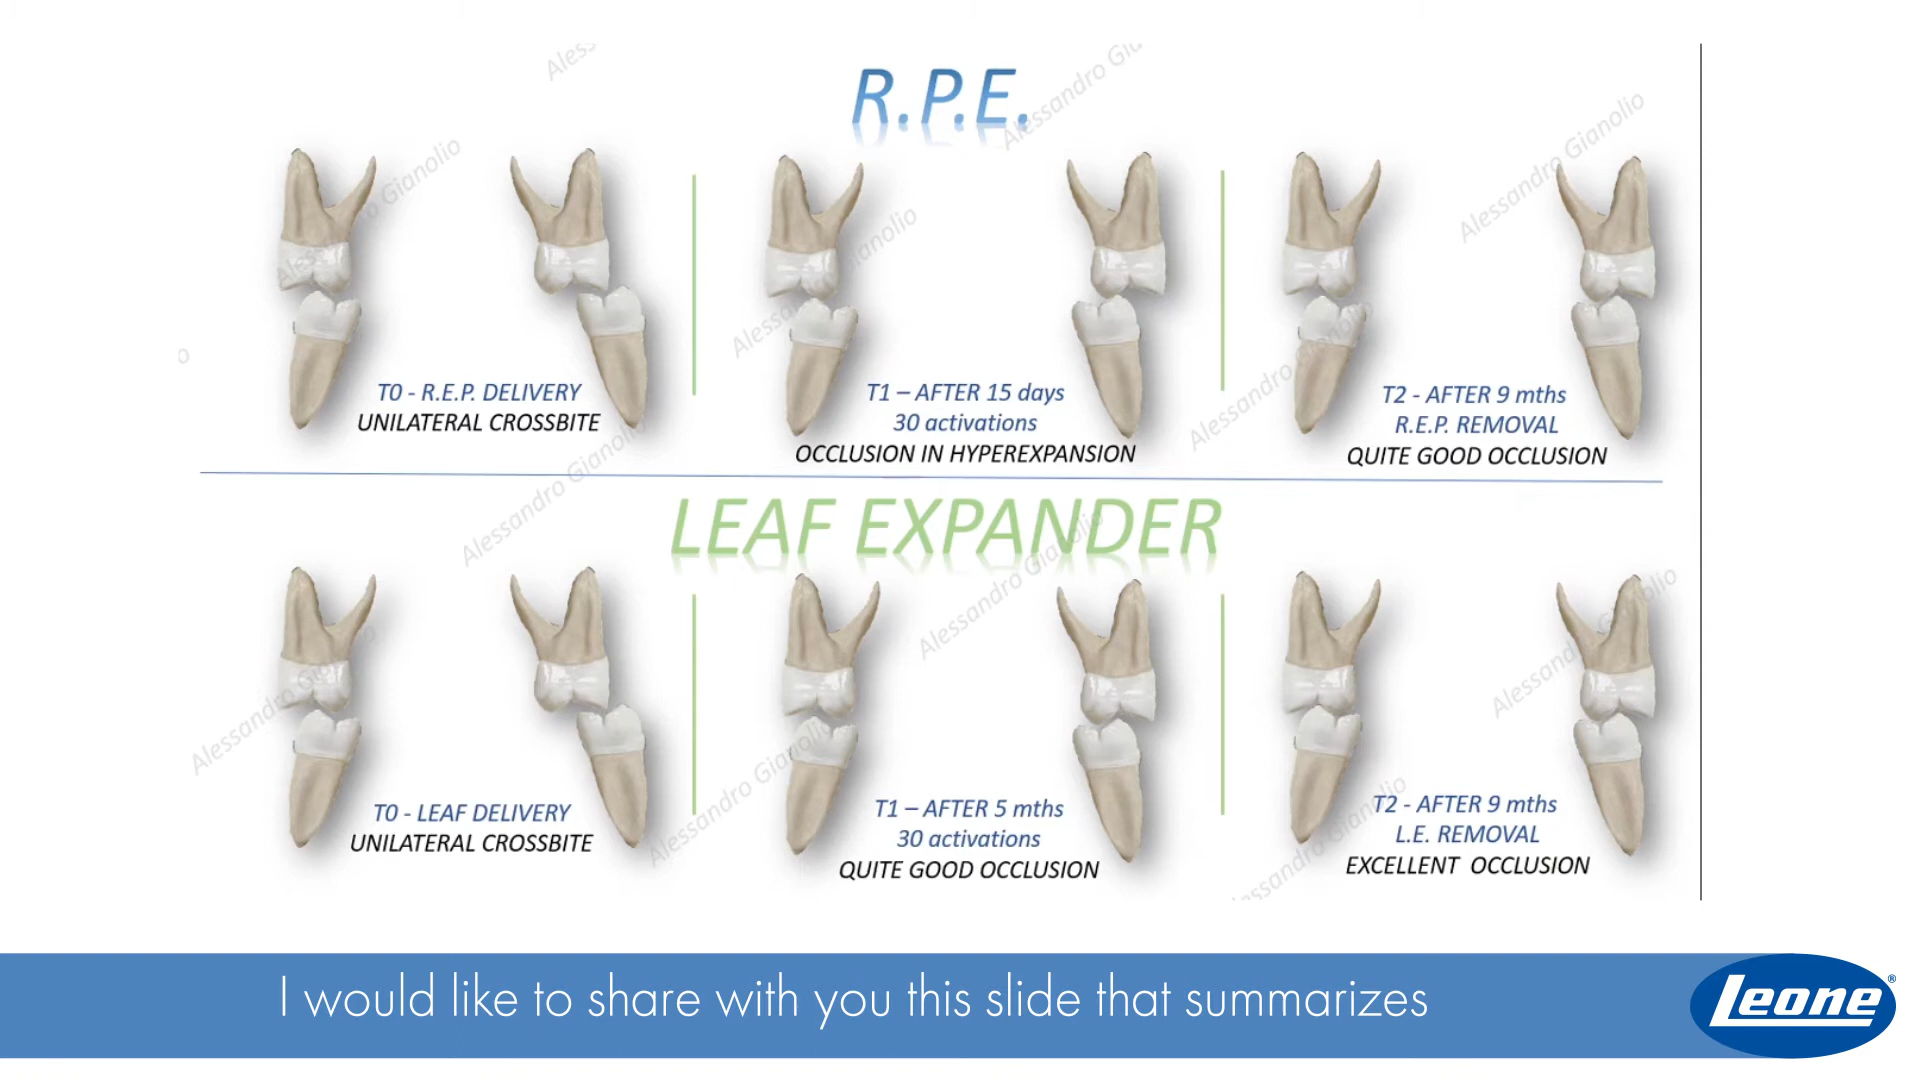 R.P.E.
T0 - R.E.P. DELIVERY
UNILATERAL CROSSBITE
T1 – AFTER 15 days
30 activations
OCCLUSION IN HYPEREXPANSION
T2 - AFTER 9 mths
R.E.P. REMOVAL
QUITE GOOD OCCLUSION
LEAF EXPANDER
T0 - LEAF DELIVERY
UNILATERAL CROSSBITE
T1 – AFTER 5 mths
30 activations
QUITE GOOD OCCLUSION
T2 - AFTER 9 mths
L.E. REMOVAL
EXCELLENT OCCLUSION
Alessandro Gianolio
I would like to share with you this slide that summarizes
Leone®